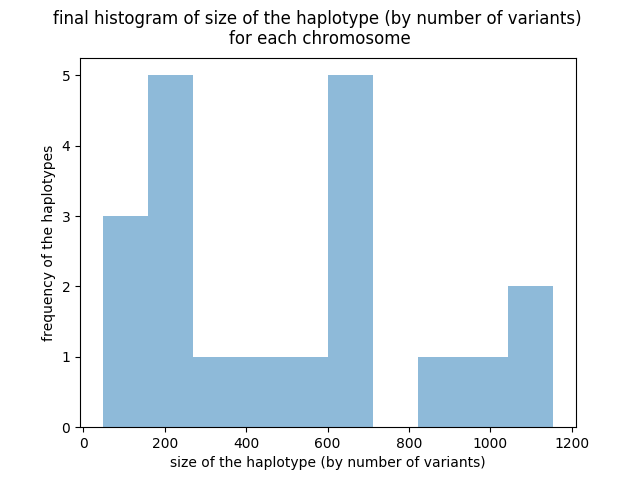 final histogram of size of the haplotype (by number of variants)
for each chromosome
frequency of the haplotypes
5
4
3
2
1
0
0 200 400 600 800 1000 1200
size of the haplotype (by number of variants)